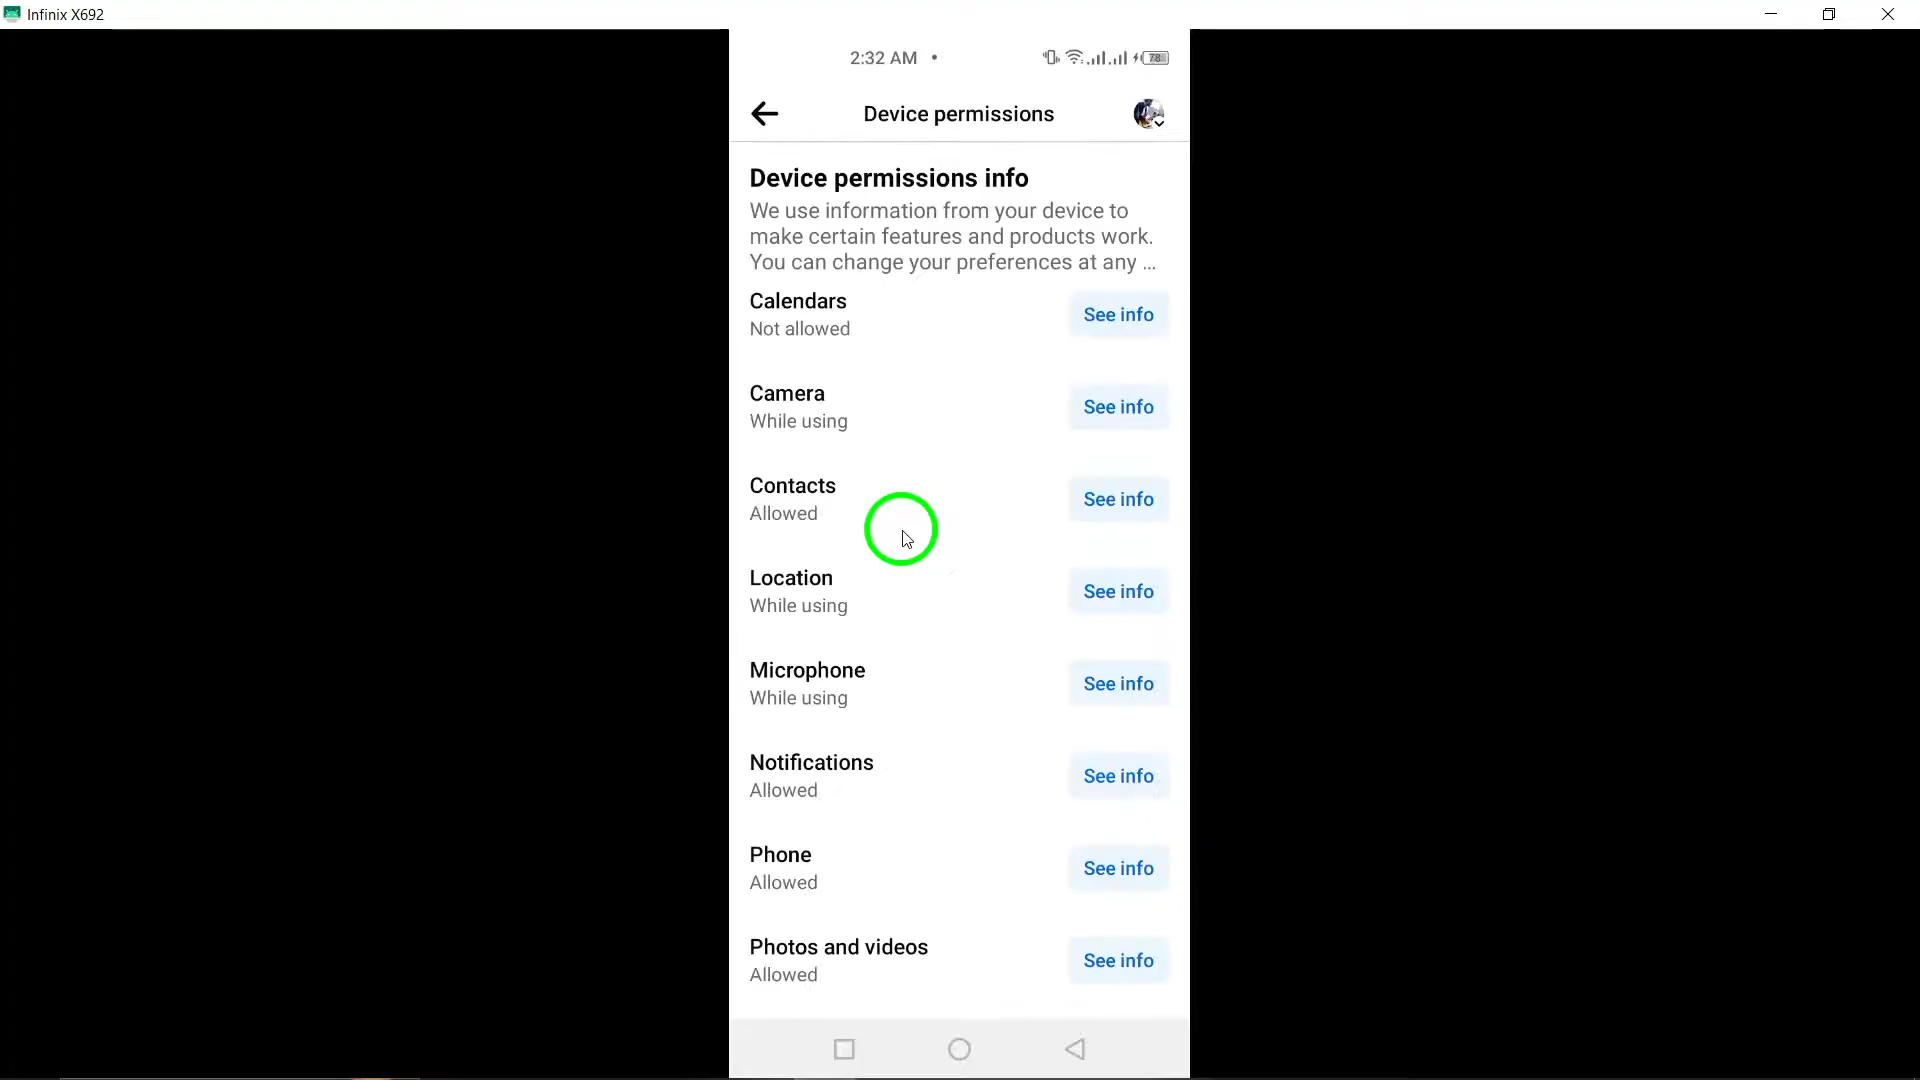 Infinix X692
2:32 AM •
78
Device permissions
Device permissions info
We use information from your device to
make certain features and products work.
You can change your preferences at any ...
Calendars
Not allowed
See info
Camera
While using
See info
Contacts
Allowed
See info
Location
While using
See info
Microphone
While using
See info
Notifications
Allowed
See info
Phone
Allowed
See info
Photos and videos
Allowed
See info